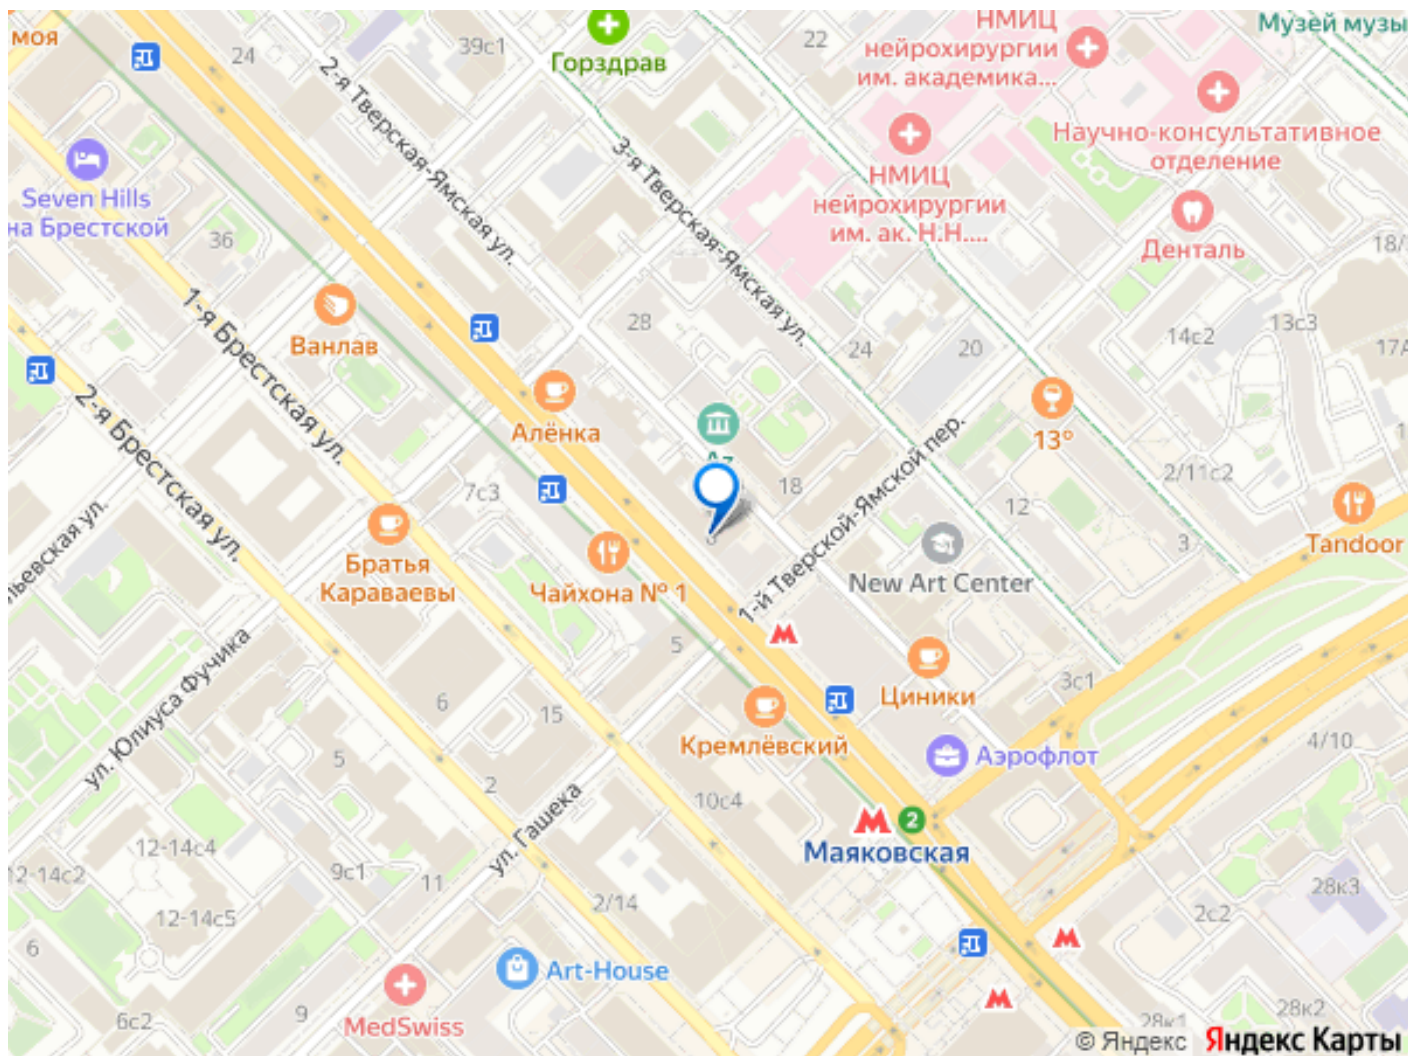 моя
24
39с1
22
НМИЦ
нейрохирургии
им. академика...
Музей музы
Горздрав
2-я Тверская-Ямская ул.
3-я Тверская-Ямская ул.
Научно-консультативное
отделение
НМИЦ
нейрохирургии
им. ак. Н.Н....
Денталь
18/
Seven Hills
на Брестской
36
1-я Брестская ул.
Ванлав
28
24
20
14с2
13с3
17А
2-я Брестская ул.
Алёнка
Az
13°
1-й Тверской-Ямской пер.
2/11с2
7с3
18
12
3
Tandoor
Братья
Караваевы
Чайхона № 1
New Art Center
5
Циники
3с1
ул. Юлиуса Фучика
6
15
Кремлёвский
Аэрофлот
4/10
5
2
10с4
ул. Гашека
2
Маяковская
12-14с4
12-14с2
9с1
11
28к3
12-14с5
2/14
2с2
6
Art-House
9
MedSwiss
6с2
28к1
28к2
© Яндекс
Яндекс Карты